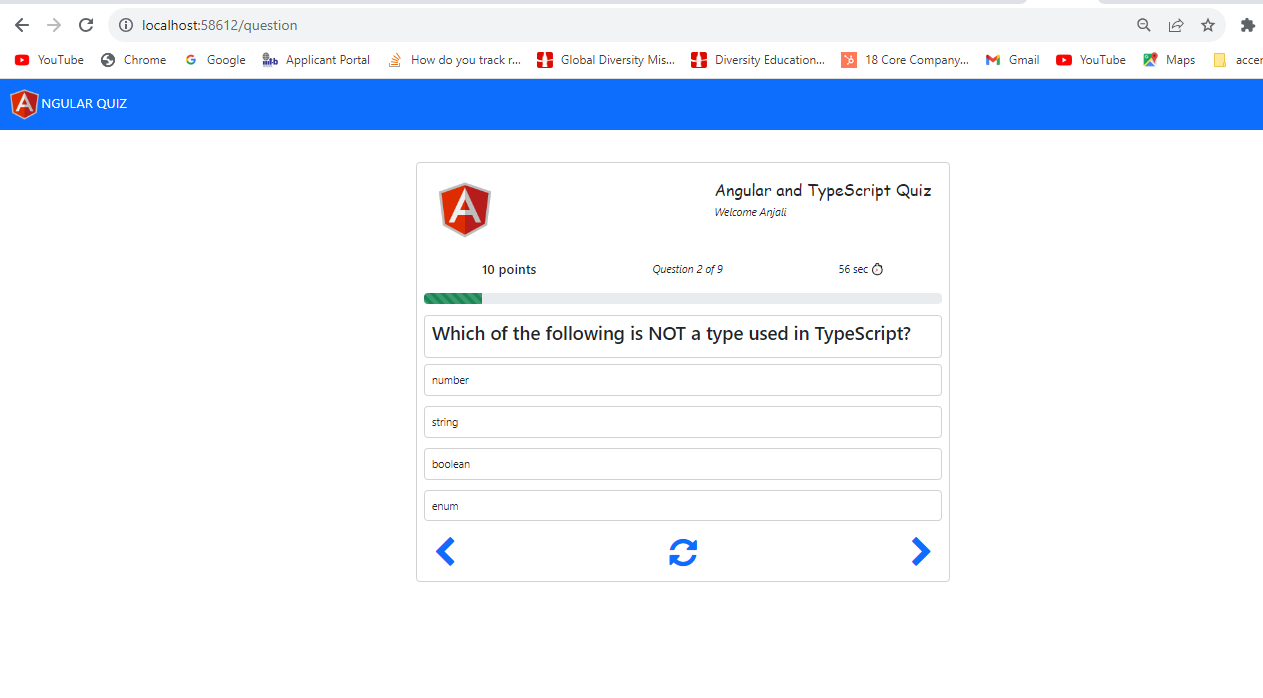 localhost:58612/question
YouTube Chrome Google Applicant Portal How do you track r... Global Diversity Mis... Diversity Education... 18 Core Company... Gmail YouTube Maps accer
NGULAR QUIZ
Angular and TypeScript Quiz
Welcome Anjali
10 points Question 2 of 9 56 sec
Which of the following is NOT a type used in TypeScript?
number
string
boolean
enum